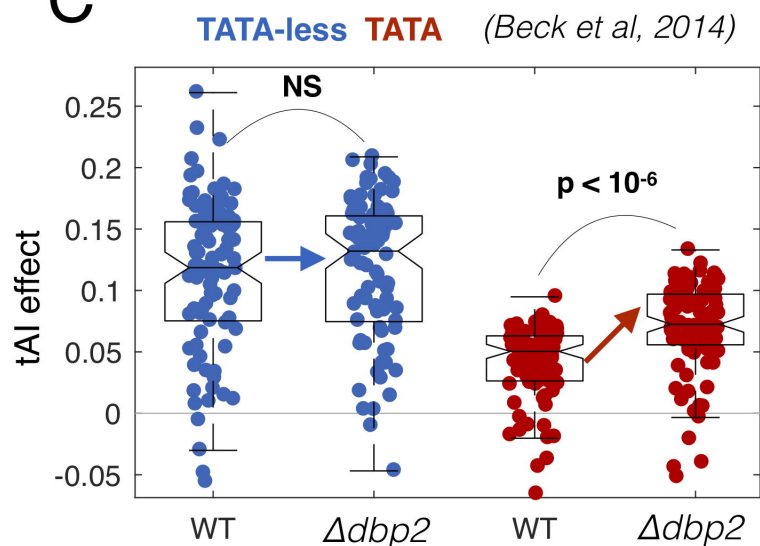 C
TATA-less TATA (Beck et al, 2014)
NS
p < 10-6
tAI effect
0.25
0.2
0.15
0.1
0.05
0
-0.05
WT Δdbp2 WT Δdbp2